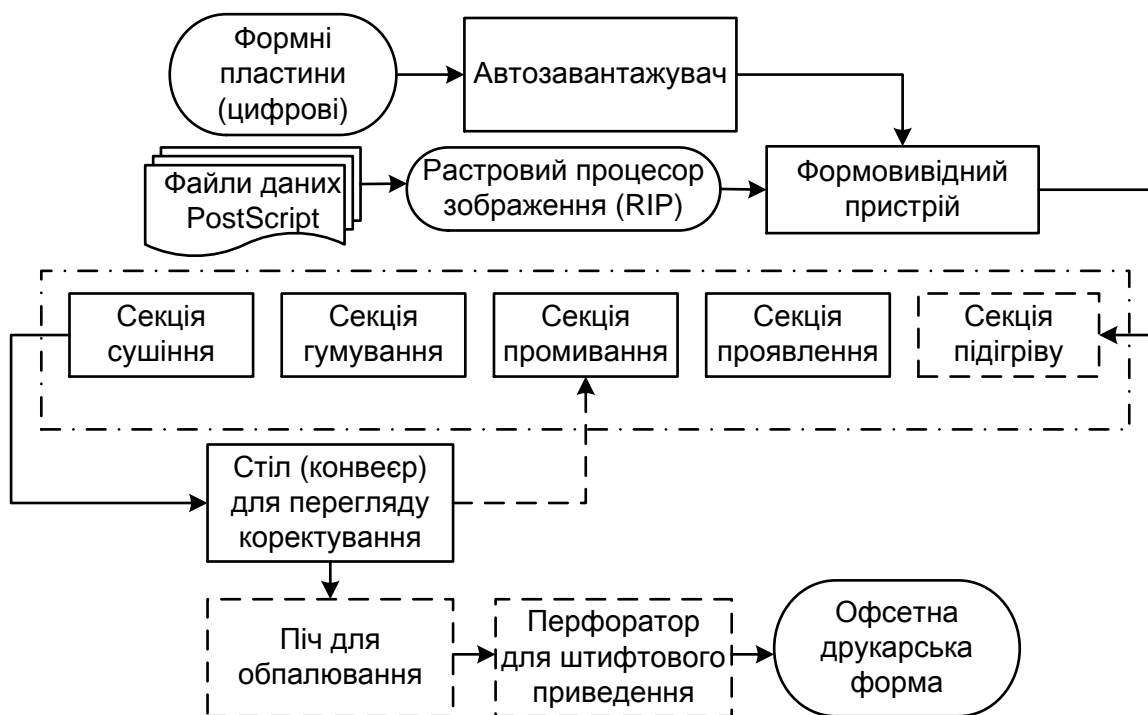 Формні
пластини
(цифрові)
Автозавантажувач
Файли даних
PostScript
Растровий процесор
зображення (RIP)
Формовивідний
пристрій
Секція
сушіння
Секція
гумування
Секція
промивання
Секція
проявлення
Секція
підігріву
Стіл (конвеєр)
для перегляду
коректування
Піч для
обпалювання
Перфоратор
для штифтового
приведення
Офсетна
друкарська
форма